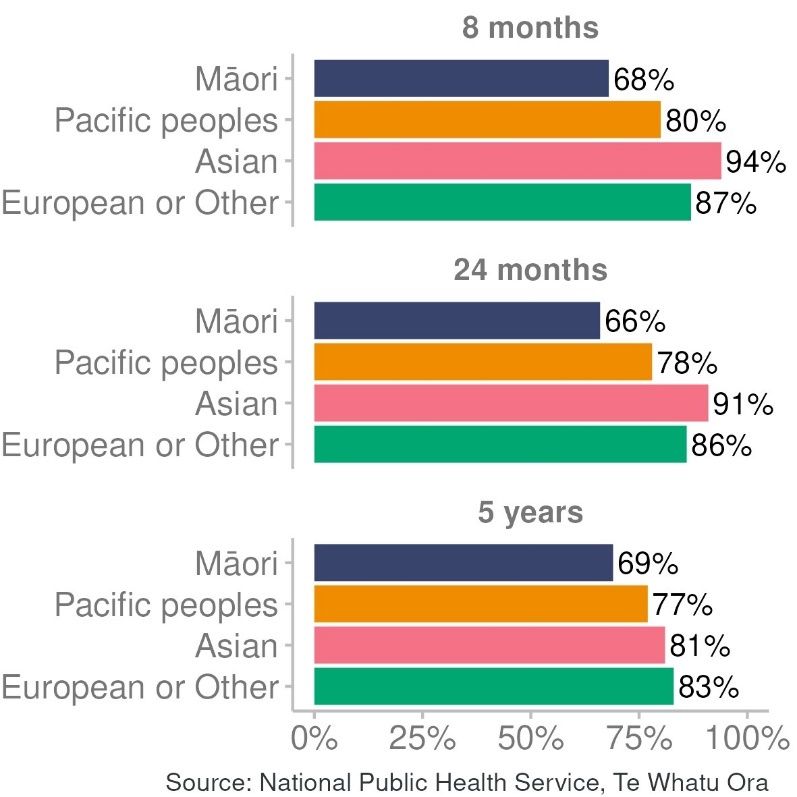 8 months
Māori 68%
Pacific peoples 80%
Asian 94%
European or Other 87%
24 months
Māori 66%
Pacific peoples 78%
Asian 91%
European or Other 86%
5 years
Māori 69%
Pacific peoples 77%
Asian 81%
European or Other 83%
0% 25% 50% 75% 100%
Source: National Public Health Service, Te Whatu Ora